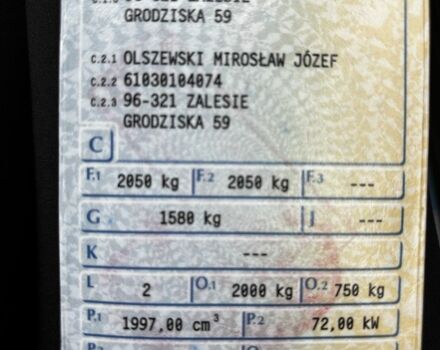 GRODZISKA 59
C.2.1 OLSZEWSKI MIROSŁAW JÓZEF
C.2.2 61030104074
C.2.3 96-321 ZALESIE
GRODZISKA 59
C
F.1 2050 kg F.2 2050 kg F.3 ---
G 1580 kg J ---
K ---
L 2 O.1 2000 kg O.2 750 kg
P.1 1997,00 cm³ P.2 72,00 kW